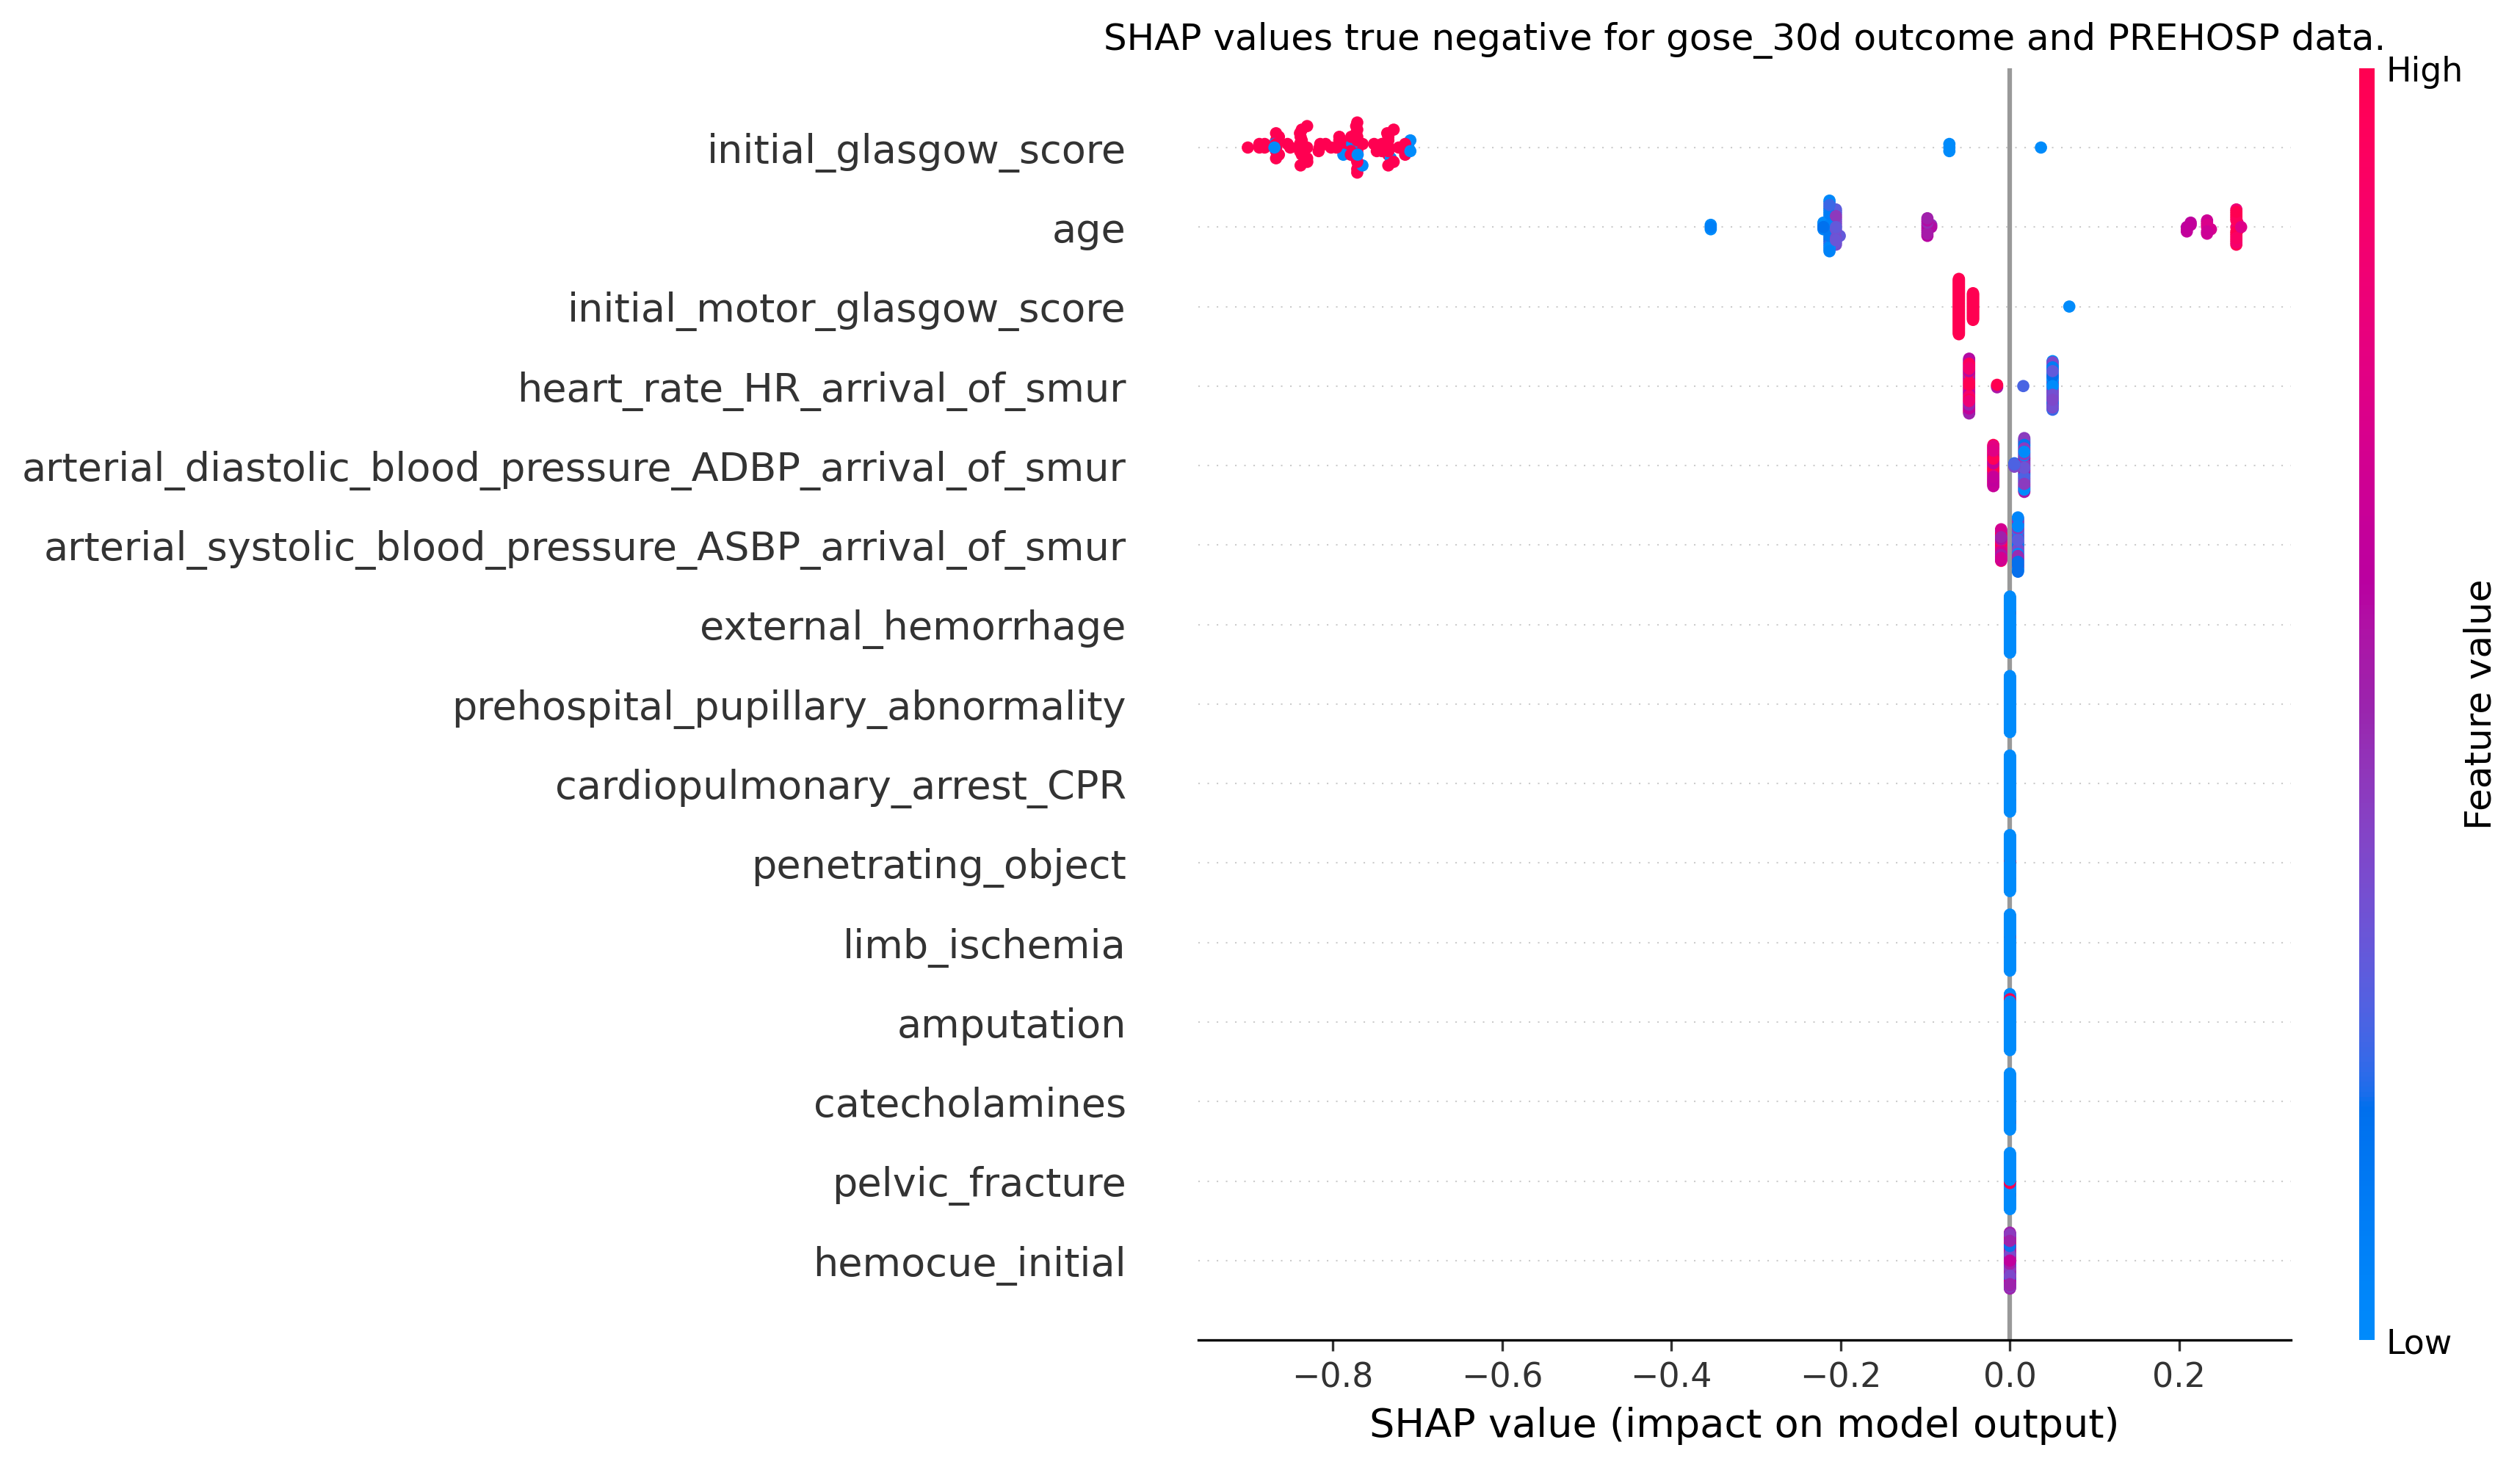 SHAP values true negative for gose_30d outcome and PREHOSP data.
High
initial_glasgow_score
age
initial_motor_glasgow_score
heart_rate_HR_arrival_of_smur
arterial_diastolic_blood_pressure_ADBP_arrival_of_smur
arterial_systolic_blood_pressure_ASBP_arrival_of_smur
external_hemorrhage
prehospital_pupillary_abnormality
cardiopulmonary_arrest_CPR
penetrating_object
limb_ischemia
amputation
catecholamines
pelvic_fracture
hemocue_initial
Feature value
Low
−0.8 −0.6 −0.4 −0.2 0.0 0.2
SHAP value (impact on model output)